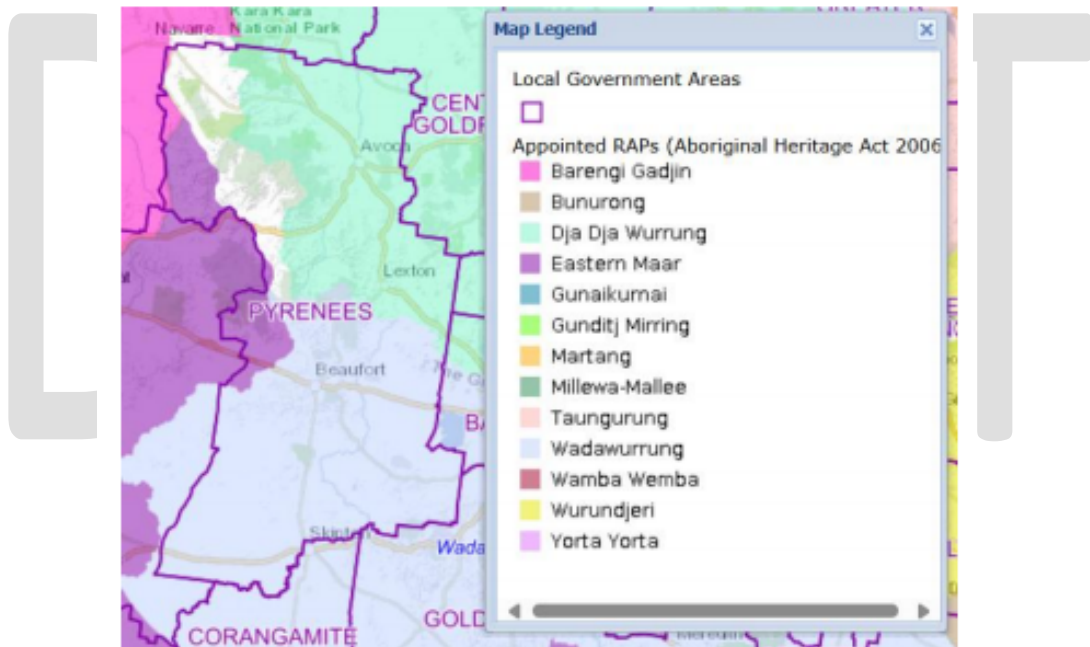 Kara Kara
Navarre National Park
Map Legend
Local Government Areas
CENT
GOLDF
Appointed RAPs (Aboriginal Heritage Act 2006
Avoca
Barengi Gadjin
Bunurong
Dja Dja Wurrung
Eastern Maar
Lexton
Gunaikurnai
PYRENEES
Gunditj Mirring
Martang
Beaufort
Millewa-Mallee
The G
Taungurung
BA
Wadawurrung
Wamba Wemba
Wurundjeri
Skipton
Wada
Yorta Yorta
GOLD
CORANGAMITE
Meredith